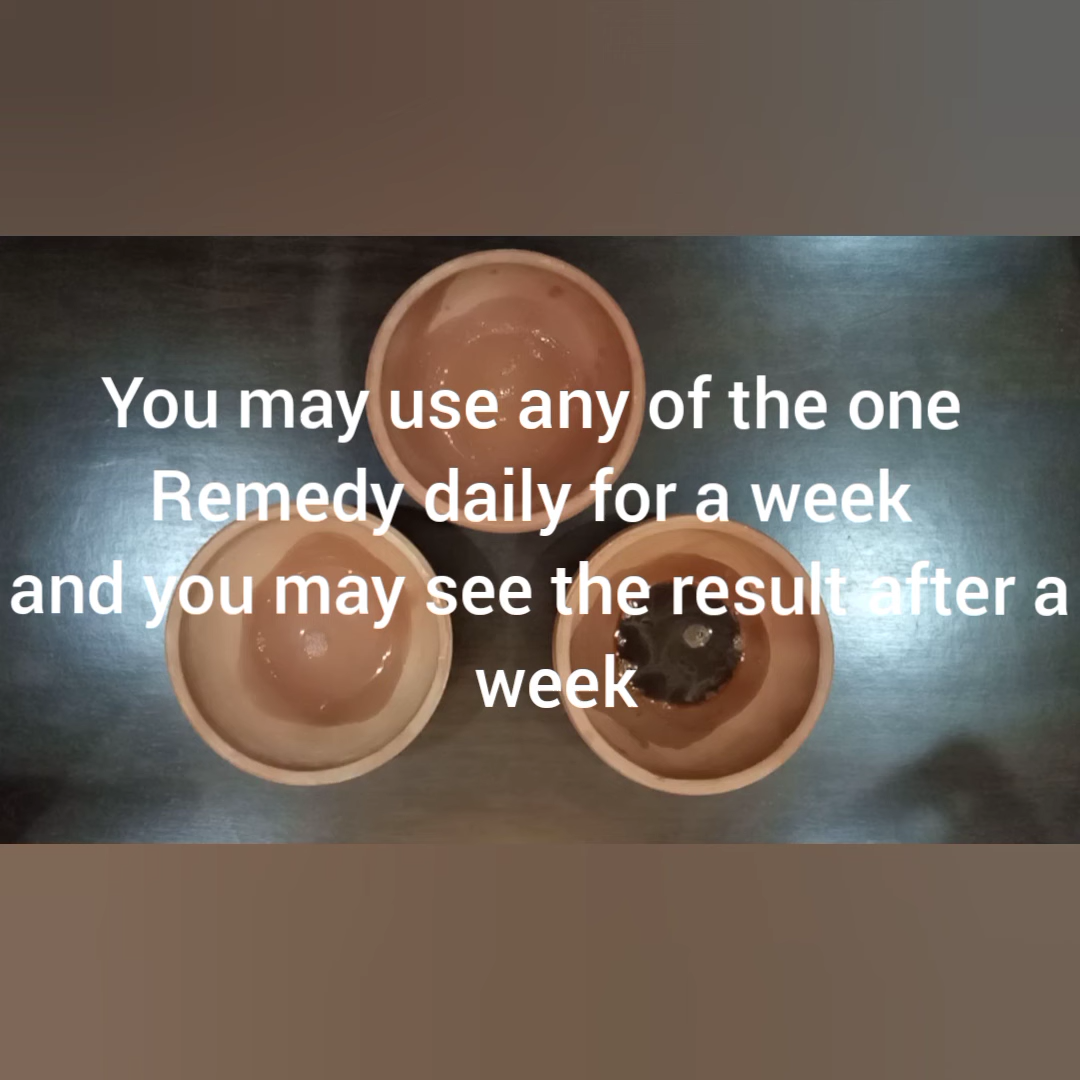 You may use any of the one
Remedy daily for a week
and you may see the result after a
week